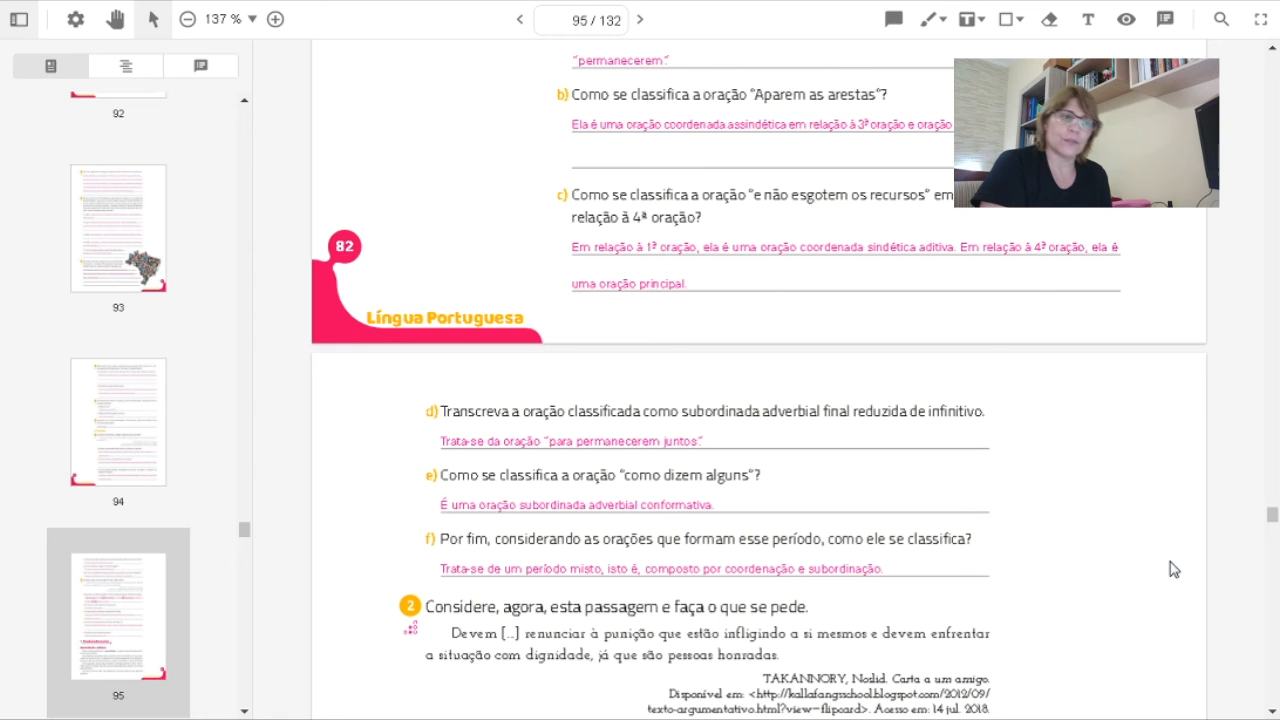 137 %
95 / 132
92
93
94
95
"permanecerem".
b) Como se classifica a oração "Aparem as arestas"?
Ela é uma oração coordenada assindética em relação à 3ª oração e oração
c) Como se classifica a oração "e não esgotem os recursos" em
relação à 4ª oração?
Em relação à 1ª oração, ela é uma oração coordenada sindética aditiva. Em relação à 4ª oração, ela é
uma oração principal.
82
Língua Portuguesa
d) Transcreva a oração classificada como subordinada adverbial final reduzida de infinitivo.
Trata-se da oração "para permanecerem juntos".
e) Como se classifica a oração "como dizem alguns"?
É uma oração subordinada adverbial conformativa.
f) Por fim, considerando as orações que formam esse período, como ele se classifica?
Trata-se de um período misto, isto é, composto por coordenação e subordinação.
2 Considere, agora, esta passagem e faça o que se pede.
Devem [...] renunciar à punição que estão infligindo a si mesmos e devem enfrentar
a situação com dignidade, já que são pessoas honradas.
TAKANNORY, Noslid. Carta a um amigo.
Disponível em: <http://kallafangsschool.blogspot.com/2012/09/
texto-argumentativo.html?view=flipcard>. Acesso em: 14 jul. 2018.